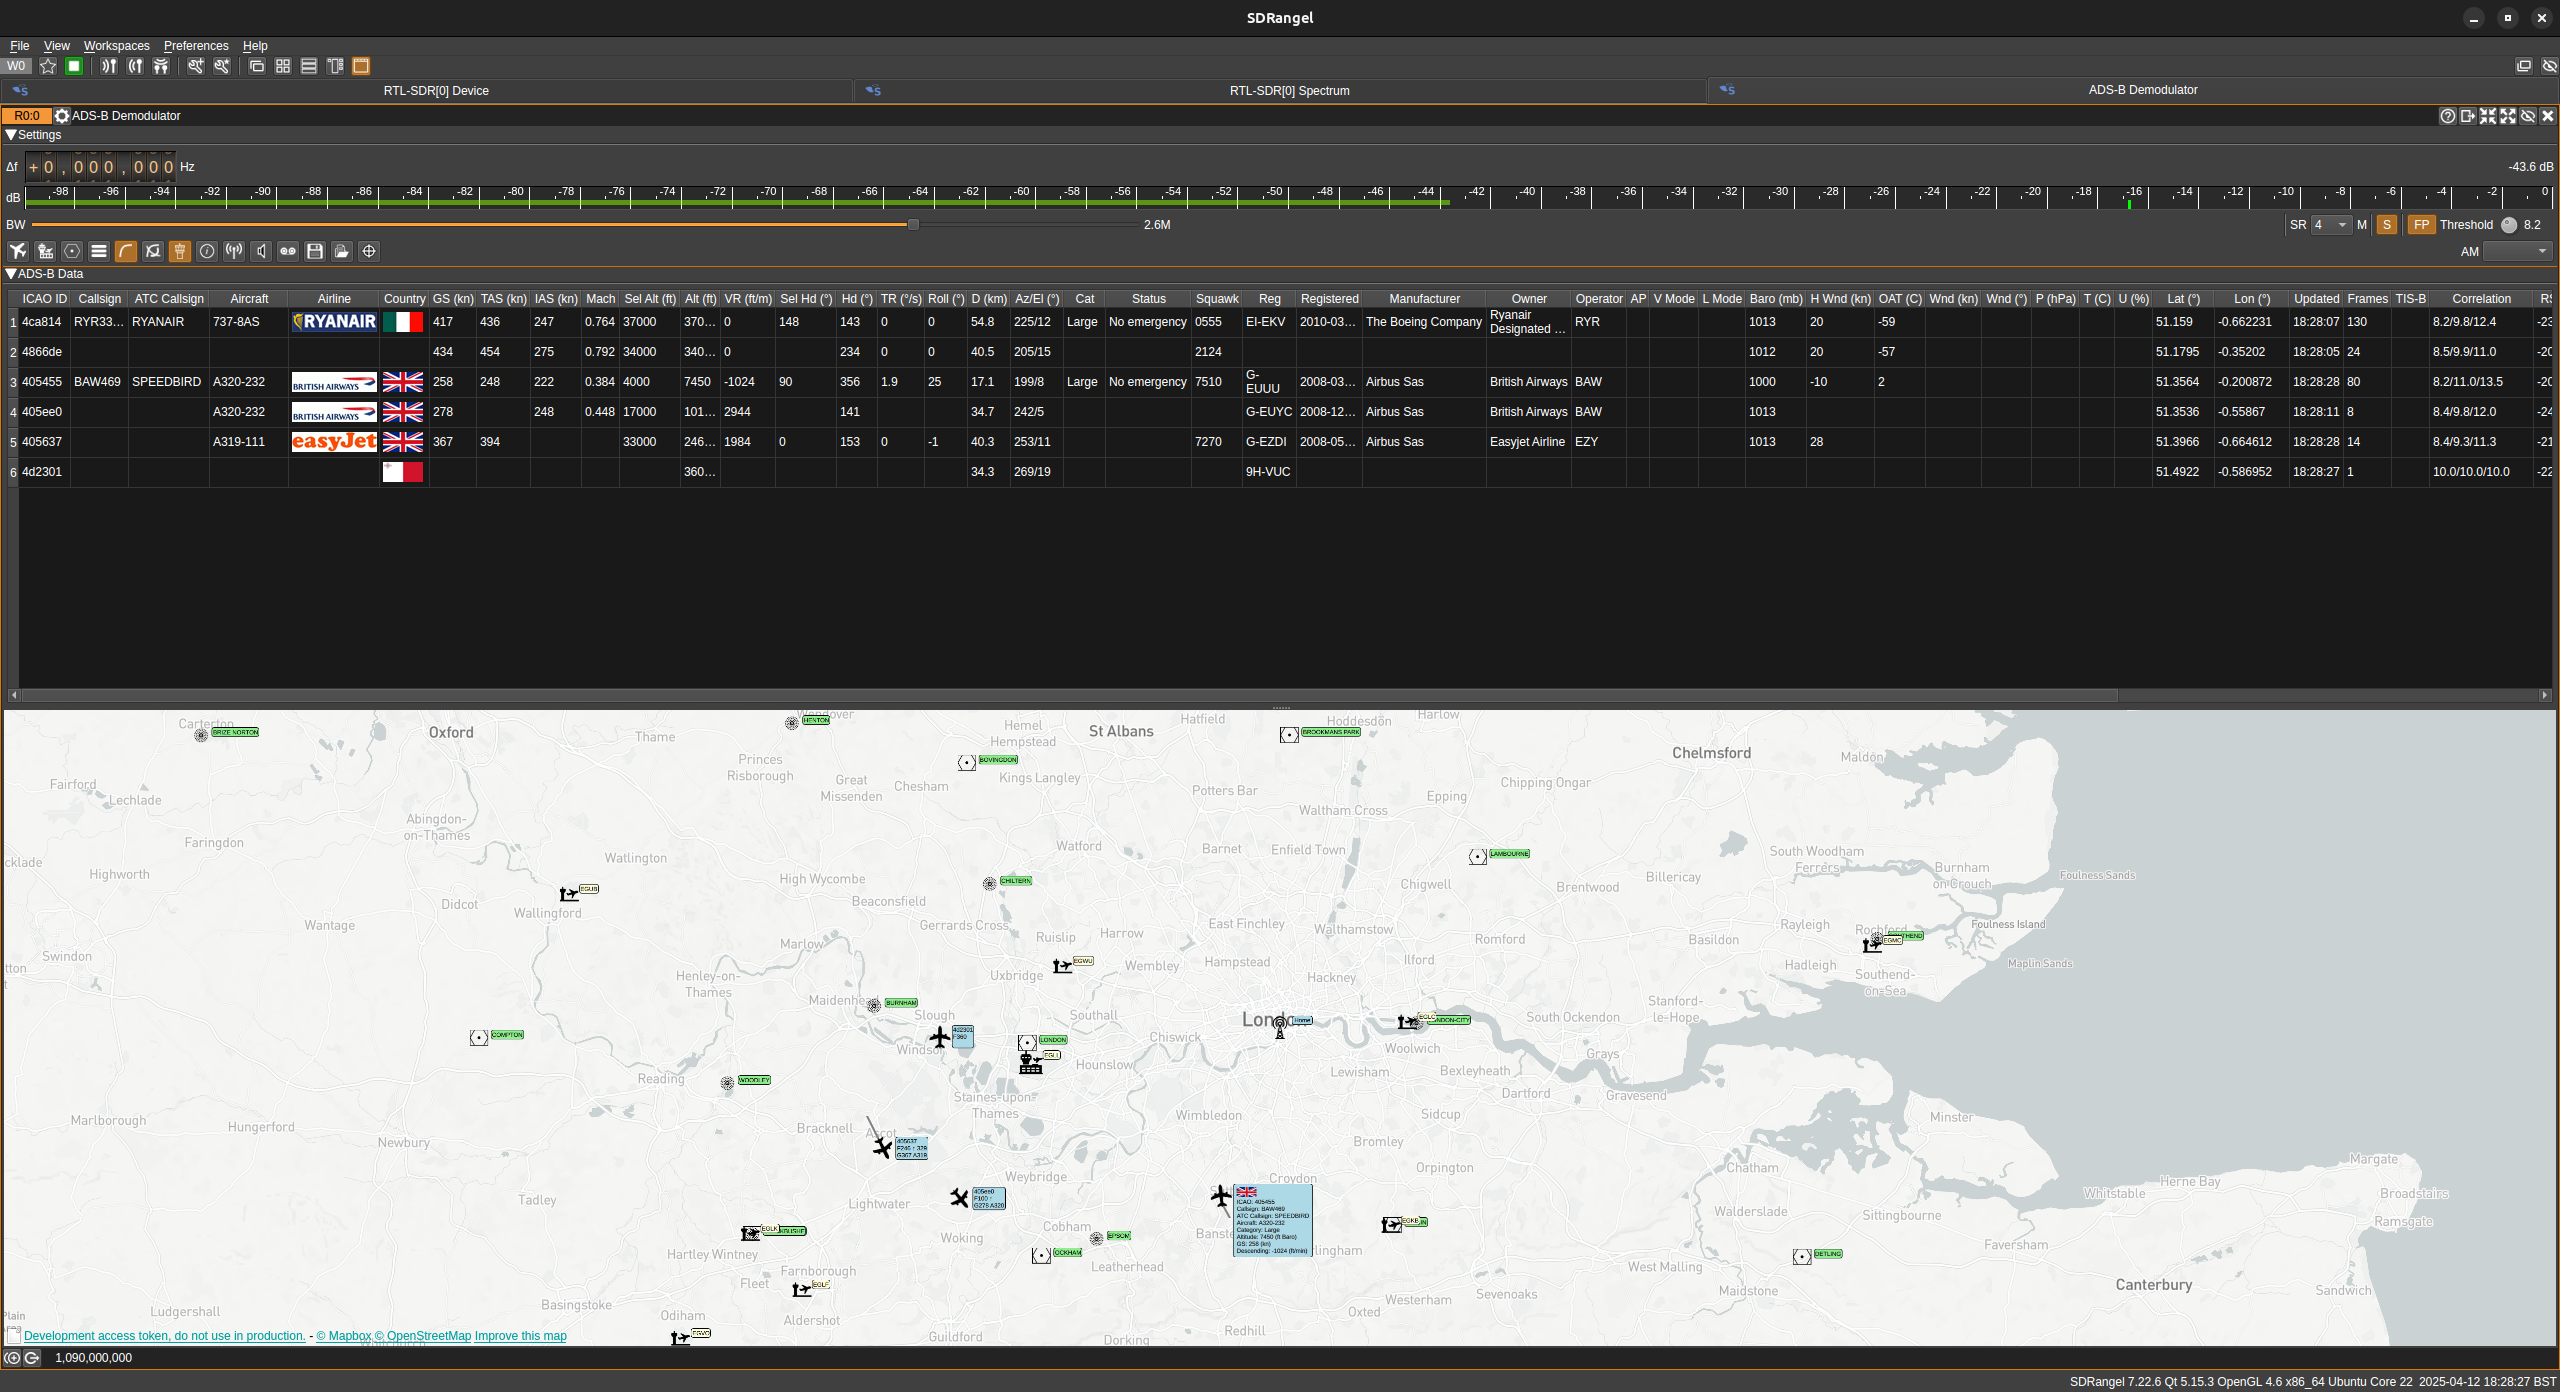 SDRangel
File View Workspaces Preferences Help
W0
RTL-SDR[0] Device RTL-SDR[0] Spectrum ADS-B Demodulator
R0:0 ADS-B Demodulator
Settings
Δf +0,000,000 Hz -43.6 dB
dB -98 -96 -94 -92 -90 -88 -86 -84 -82 -80 -78 -76 -74 -72 -70 -68 -66 -64 -62 -60 -58 -56 -54 -52 -50 -48 -46 -44 -42 -40 -38 -36 -34 -32 -30 -28 -26 -24 -22 -20 -18 -16 -14 -12 -10 -8 -6 -4 -2 0
BW 2.6M SR 4 M S FP Threshold 8.2
AM
ADS-B Data
ICAO ID Callsign ATC Callsign Aircraft Airline Country GS (kn) TAS (kn) IAS (kn) Mach Sel Alt (ft) Alt (ft) VR (ft/m) Sel Hd (°) Hd (°) TR (°/s) Roll (°) D (km) Az/El (°) Cat Status Squawk Reg Registered Manufacturer Owner Operator AP V Mode L Mode Baro (mb) H Wnd (kn) OAT (C) Wnd (kn) Wnd (°) P (hPa) T (C) U (%) Lat (°) Lon (°) Updated Frames TIS-B Correlation RS
1 4ca814 RYR33... RYANAIR 737-8AS RYANAIR 417 436 247 0.764 37000 370... 0 148 143 0 0 54.8 225/12 Large No emergency 0555 EI-EKV 2010-03... The Boeing Company Ryanair Designated ... RYR 1013 20 -59 51.159 -0.662231 18:28:07 130 8.2/9.8/12.4 -23
2 4866de 434 454 275 0.792 34000 340... 0 234 0 0 40.5 205/15 2124 1012 20 -57 51.1795 -0.35202 18:28:05 24 8.5/9.9/11.0 -20
3 405455 BAW469 SPEEDBIRD A320-232 BRITISH AIRWAYS 258 248 222 0.384 4000 7450 -1024 90 356 1.9 25 17.1 199/8 Large No emergency 7510 G-EUUU 2008-03... Airbus Sas British Airways BAW 1000 -10 2 51.3564 -0.200872 18:28:28 80 8.2/11.0/13.5 -20
4 405ee0 A320-232 BRITISH AIRWAYS 278 248 0.448 17000 101... 2944 141 34.7 242/5 G-EUYC 2008-12... Airbus Sas British Airways BAW 1013 51.3536 -0.55867 18:28:11 8 8.4/9.8/12.0 -24
5 405637 A319-111 easyJet 367 394 33000 246... 1984 0 153 0 -1 40.3 253/11 7270 G-EZDI 2008-05... Airbus Sas Easyjet Airline EZY 1013 28 51.3966 -0.664612 18:28:28 14 8.4/9.3/11.3 -21
6 4d2301 360... 34.3 269/19 9H-VUC 51.4922 -0.586952 18:28:27 1 10.0/10.0/10.0 -22
Carterton BRIZE NORTON Oxford Thame Wendover HENTON Hemel Hempstead St Albans Hatfield BROOKMANS PARK Hoddesdon Harlow
Princes Risborough BOVINGDON Kings Langley Chelmsford Maldon
Fairford Lechlade Great Missenden Chesham Potters Bar Waltham Cross Epping Chipping Ongar
Abingdon-on-Thames
Faringdon Watlington Watford Barnet Enfield Town LAMBOURNE South Woodham Ferrers Burnham on-Crouch Foulness Sands
cklade Highworth EGUB High Wycombe CHILTERN Chigwell Brentwood Billericay
Didcot Wallingford Beaconsfield
Wantage Gerrards Cross Ruislip Harrow East Finchley Walthamstow Romford Basildon Rayleigh Rochford EGMC Foulness Island
Swindon Marlow Uxbridge EGWU Wembley Hampstead Hackney Ilford Hadleigh Southend-on-Sea Maplin Sands
Henley-on-Thames
Maidenhead BURNHAM Slough Southall London Home EGLC LONDON-CITY South Ockendon Stanford-le-Hope
COMPTON Windsor
4d2301
F360
LONDON EGLL Chiswick Woolwich Grays
Reading WOODLEY Hounslow Lewisham Bexleyheath Dartford Gravesend
Marlborough Hungerford Newbury Bracknell Ascot Staines-upon-Thames Wimbledon Sidcup Bromley Minster
405637
F246 ↑ 329
G367 A319
Tadley Lightwater Weybridge Croydon Orpington Chatham Whitstable Herne Bay Margate Broadstairs Ramsgate
405ee0
F100 ↑
G278 A320
ICAO: 405455
Callsign: BAW469
ATC Callsign: SPEEDBIRD
Aircraft: A320-232
Category: Large
Altitude: 7450 (ft Baro)
GS: 258 (kn)
Descending: -1024 (ft/min)
EGLK Cobham EPSOM EGKB Walderslade Sittingbourne
Hartley Wintney Woking OCKHAM Leatherhead DETLING Faversham
Fleet Farnborough EGLF West Malling Maidstone Canterbury Sandwich
Ludgershall Basingstoke Odiham Aldershot Westerham Sevenoaks
Plain EGVO Guildford Dorking Redhill Oxted
Development access token, do not use in production. - © Mapbox © OpenStreetMap Improve this map
1,090,000,000
SDRangel 7.22.6 Qt 5.15.3 OpenGL 4.6 x86_64 Ubuntu Core 22 2025-04-12 18:28:27 BST